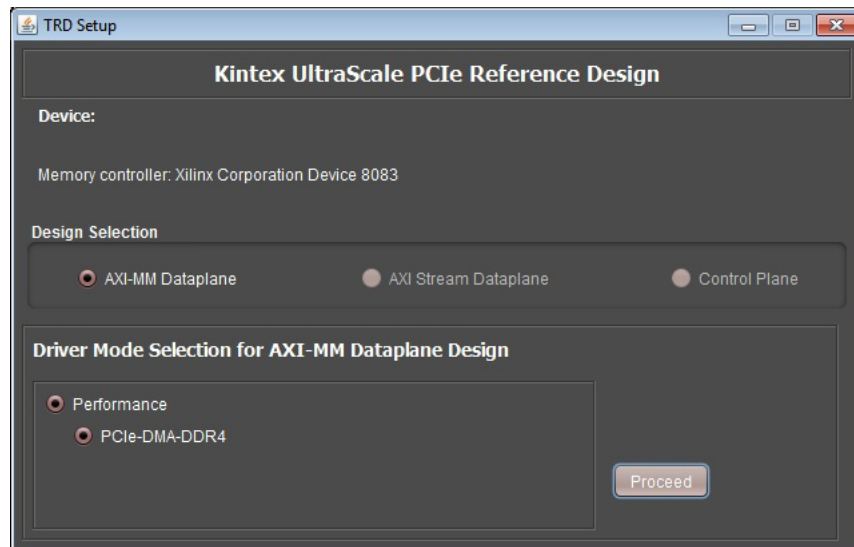 TRD Setup
Kintex UltraScale PCIe Reference Design
Device:
Memory controller: Xilinx Corporation Device 8083
Design Selection
AXI-MM Dataplane AXI Stream Dataplane Control Plane
Driver Mode Selection for AXI-MM Dataplane Design
Performance
PCIe-DMA-DDR4
Proceed